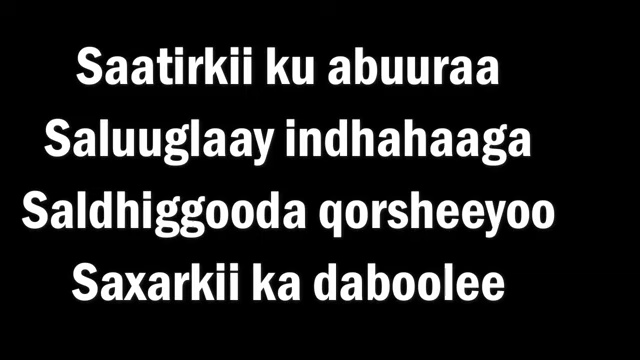 Saatirkii ku abuuraa
Saluuglaay indhahaaga
Saldhiggooda qorsheeyoo
Saxarkii ka daboolee